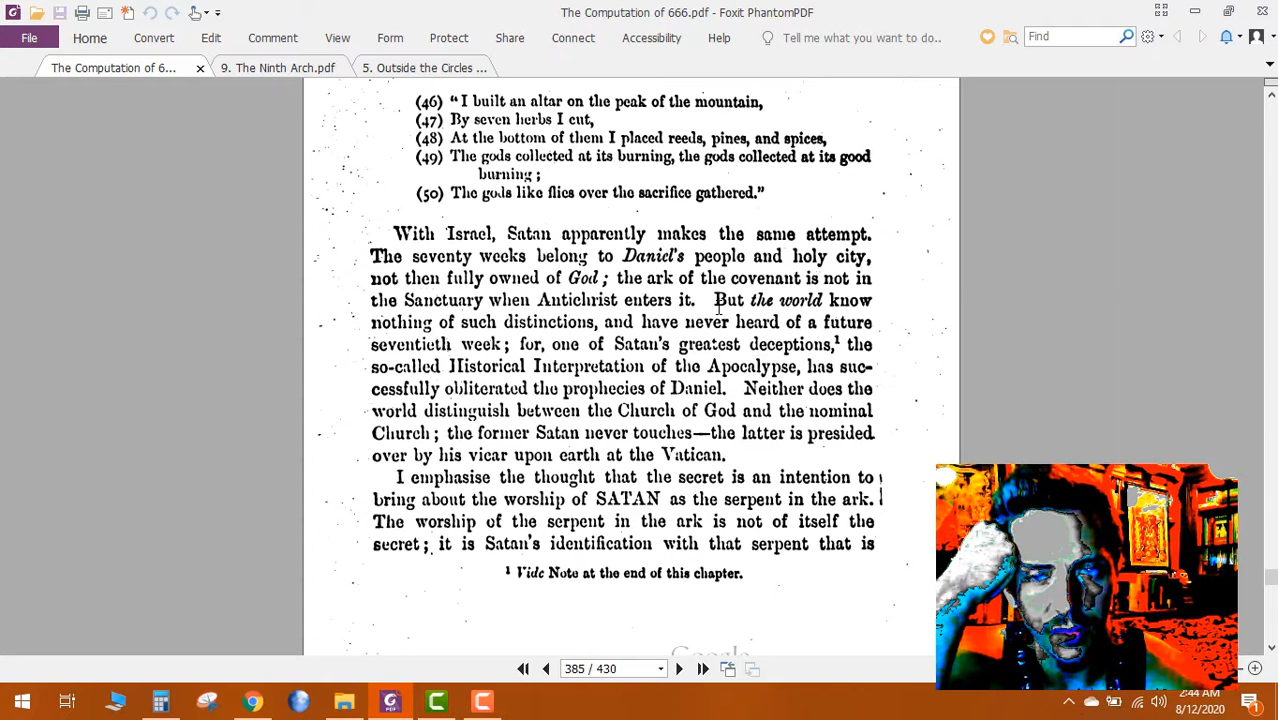 The Computation of 666.pdf - Foxit PhantomPDF
File Home Convert Edit Comment View Form Protect Share Connect Accessibility Help Tell me what you want to do.. Find
The Computation of 6... 9. The Ninth Arch.pdf 5. Outside the Circles ...
(46) "I built an altar on the peak of the mountain,
(47) By seven herbs I cut,
(48) At the bottom of them I placed reeds, pines, and spices,
(49) The gods collected at its burning, the gods collected at its good
burning;
(50) The gods like flies over the sacrifice gathered."
With Israel, Satan apparently makes the same attempt.
The seventy weeks belong to Daniel's people and holy city,
not then fully owned of God; the ark of the covenant is not in
the Sanctuary when Antichrist enters it. But the world know
nothing of such distinctions, and have never heard of a future
seventieth week; for, one of Satan's greatest deceptions,¹ the
so-called Historical Interpretation of the Apocalypse, has suc-
cessfully obliterated the prophecies of Daniel. Neither does the
world distinguish between the Church of God and the nominal
Church; the former Satan never touches—the latter is presided
over by his vicar upon earth at the Vatican.
I emphasise the thought that the secret is an intention to
bring about the worship of SATAN as the serpent in the ark.
The worship of the serpent in the ark is not of itself the
secret; it is Satan's identification with that serpent that is
¹ Vide Note at the end of this chapter.
Google
385 / 430
2:44 AM
8/12/2020
1